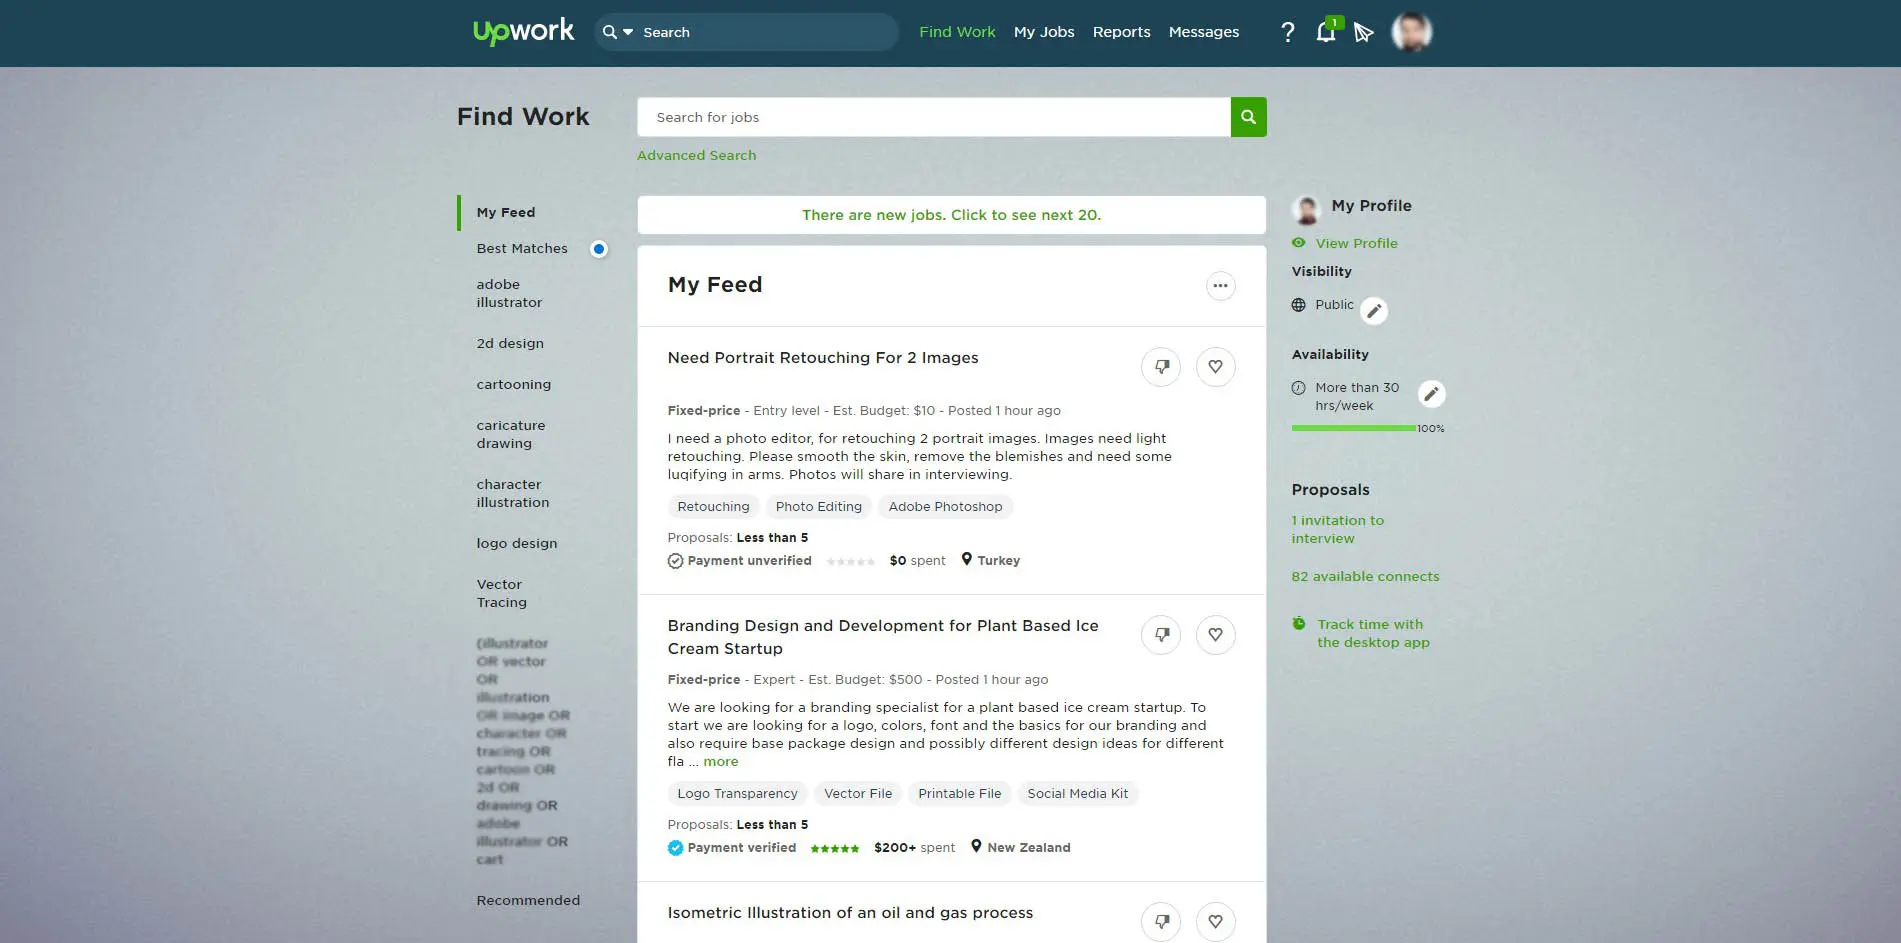 upwork
Search
Find Work
My Jobs
Reports
Messages
?
1
Find Work
Search for jobs
Advanced Search
My Feed
Best Matches
adobe
illustrator
2d design
cartooning
caricature
drawing
character
illustration
logo design
Vector
Tracing
(illustrator
OR vector
OR
illustration
OR image OR
character OR
tracing OR
cartoon OR
2d OR
drawing OR
adobe
illustrator OR
cart
Recommended
There are new jobs. Click to see next 20.
My Feed
Need Portrait Retouching For 2 Images
Fixed-price - Entry level - Est. Budget: $10 - Posted 1 hour ago
I need a photo editor, for retouching 2 portrait images. Images need light
retouching. Please smooth the skin, remove the blemishes and need some
luqifying in arms. Photos will share in interviewing.
Retouching
Photo Editing
Adobe Photoshop
Proposals: Less than 5
Payment unverified
$0 spent
Turkey
Branding Design and Development for Plant Based Ice
Cream Startup
Fixed-price - Expert - Est. Budget: $500 - Posted 1 hour ago
We are looking for a branding specialist for a plant based ice cream startup. To
start we are looking for a logo, colors, font and the basics for our branding and
also require base package design and possibly different design ideas for different
fla ... more
Logo Transparency
Vector File
Printable File
Social Media Kit
Proposals: Less than 5
Payment verified
$200+ spent
New Zealand
Isometric Illustration of an oil and gas process
My Profile
View Profile
Visibility
Public
Availability
More than 30
hrs/week
100%
Proposals
1 invitation to
interview
82 available connects
Track time with
the desktop app